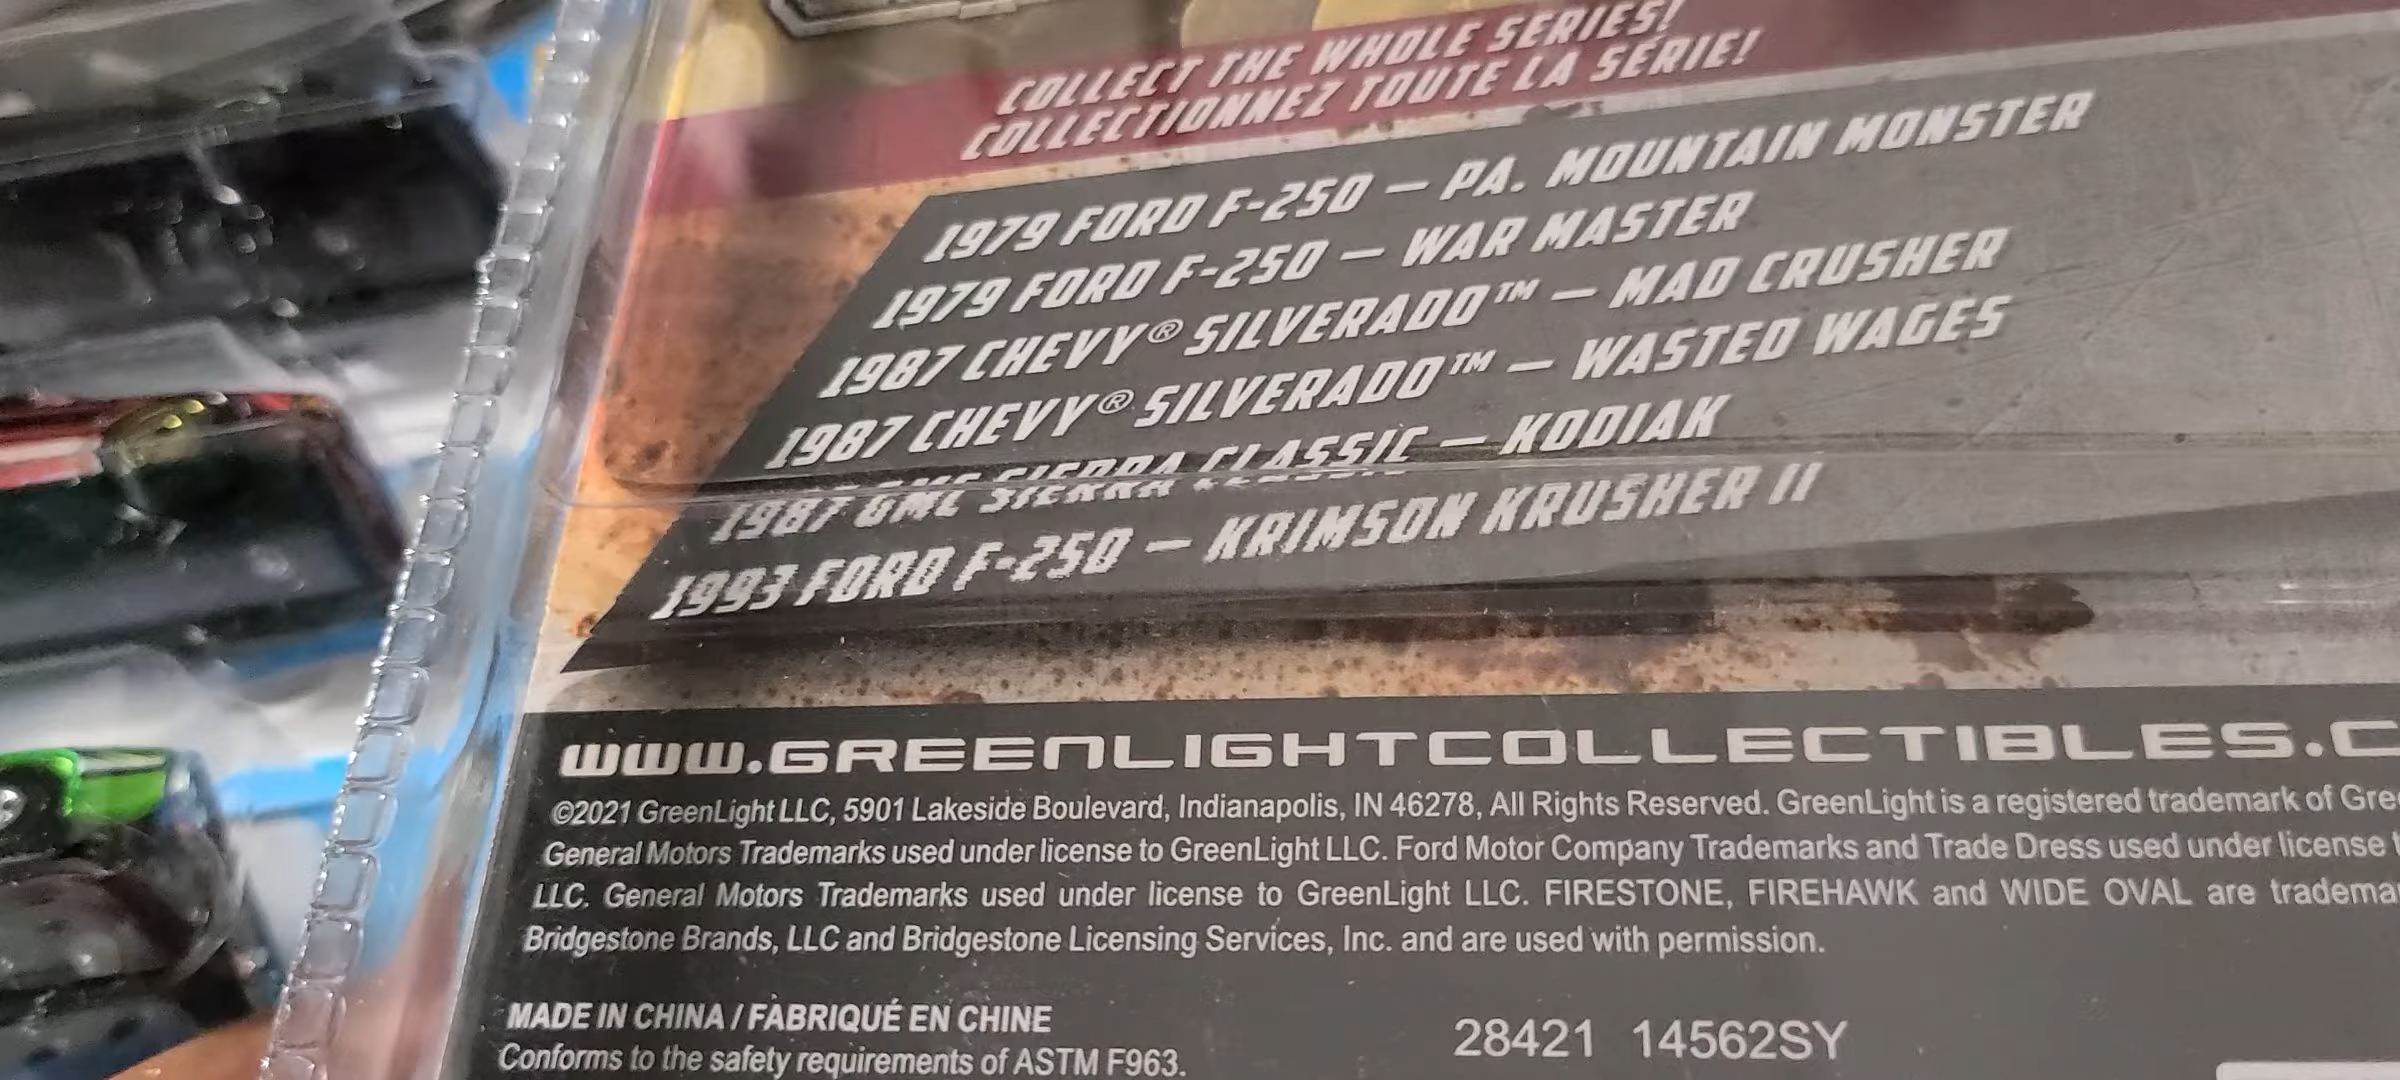 COLLECT THE WHOLE SERIES!
COLLECTIONNEZ TOUTE LA SÉRIE!
1979 FORD F-250 — PA. MOUNTAIN MONSTER
1979 FORD F-250 — WAR MASTER
1987 CHEVY® SILVERADO™ — MAD CRUSHER
1987 CHEVY® SILVERADO™ — WASTED WAGES
1987 GMC SIERRA CLASSIC — KODIAK
1993 FORD F-250 — KRIMSON KRUSHER II
WWW.GREENLIGHTCOLLECTIBLES.C
©2021 GreenLight LLC, 5901 Lakeside Boulevard, Indianapolis, IN 46278, All Rights Reserved. GreenLight is a registered trademark of Gre
General Motors Trademarks used under license to GreenLight LLC. Ford Motor Company Trademarks and Trade Dress used under license t
LLC. General Motors Trademarks used under license to GreenLight LLC. FIRESTONE, FIREHAWK and WIDE OVAL are tradema
Bridgestone Brands, LLC and Bridgestone Licensing Services, Inc. and are used with permission.
MADE IN CHINA / FABRIQUÉ EN CHINE
Conforms to the safety requirements of ASTM F963.
28421 14562SY